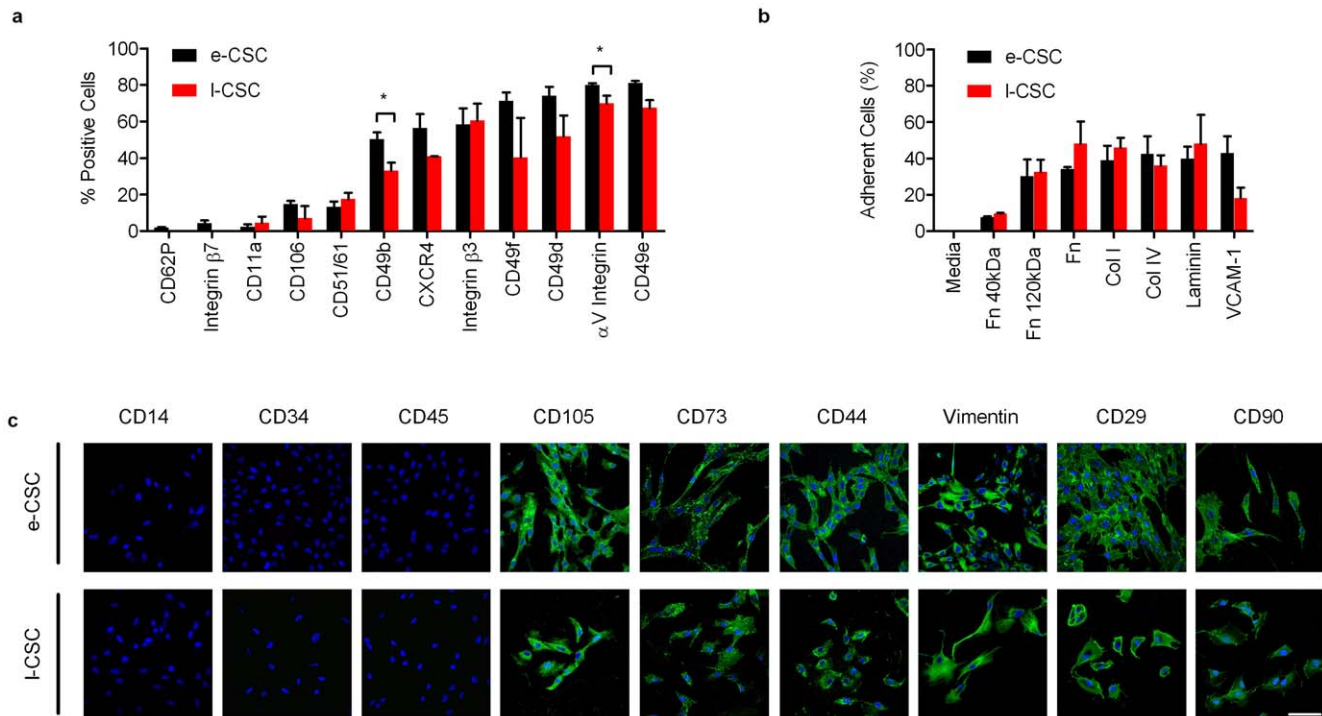 a
100
80
60
40
20
0
% Positive Cells
e-CSC
l-CSC
*
*
CD62P
Integrin β7
CD11a
CD106
CD51/61
CD49b
CXCR4
Integrin β3
CD49f
CD49d
αV Integrin
CD49e
b
100
80
60
40
20
0
Adherent Cells (%)
e-CSC
l-CSC
Media
Fn 40kDa
Fn 120kDa
Fn
Col I
Col IV
Laminin
VCAM-1
c
CD14 CD34 CD45 CD105 CD73 CD44 Vimentin CD29 CD90
e-CSC
l-CSC